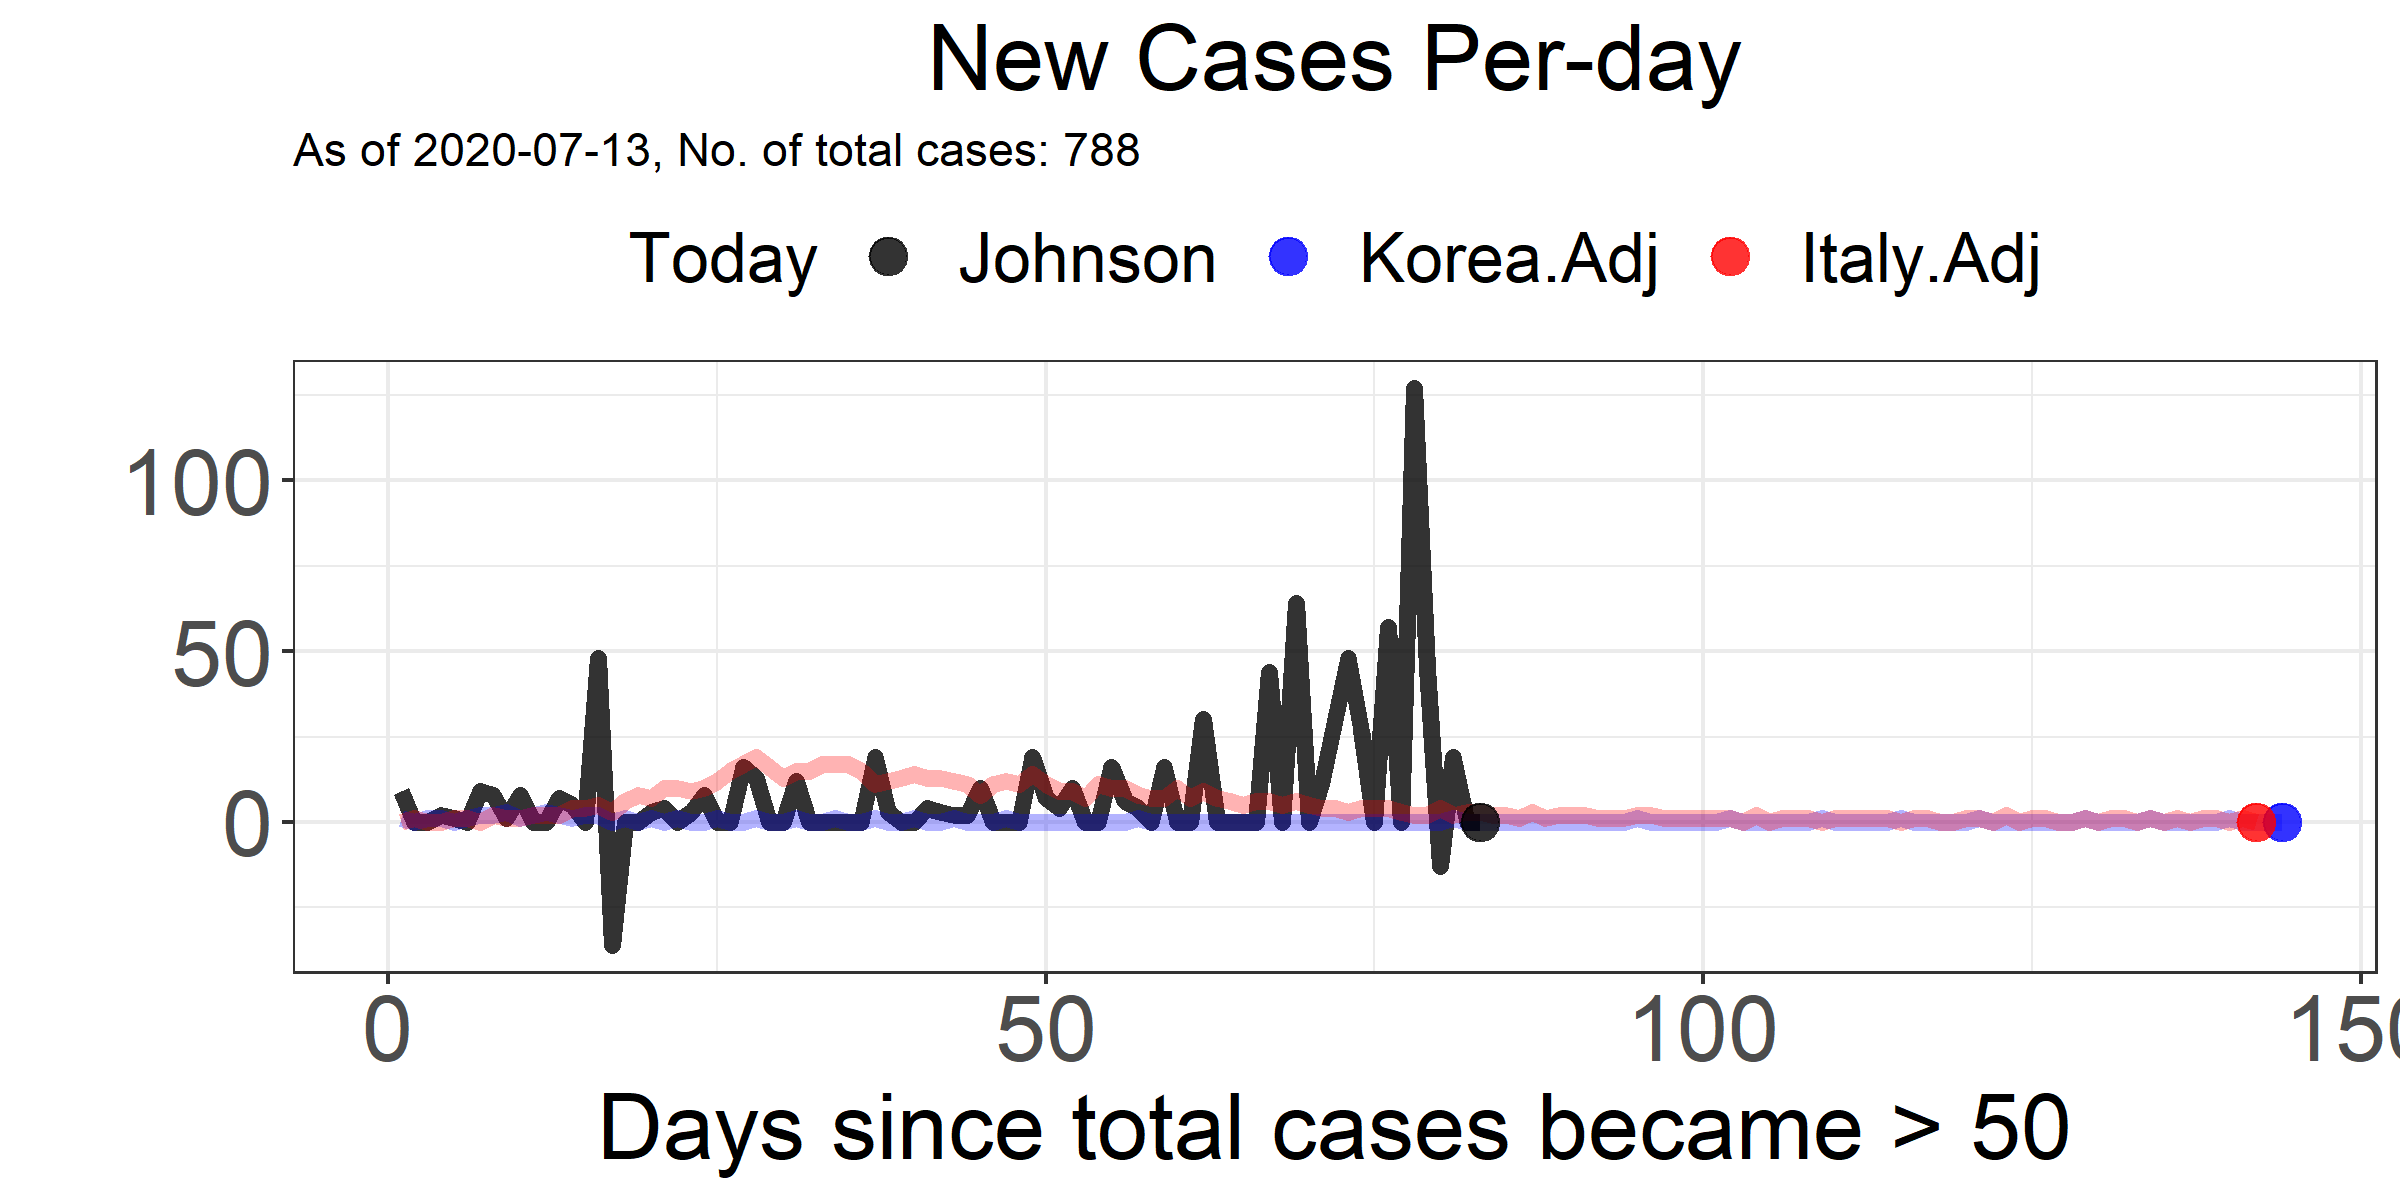 New Cases Per-day
As of 2020-07-13, No. of total cases: 788
Today Johnson Korea.Adj Italy.Adj
100
50
0
0 50 100 150
Days since total cases became > 50